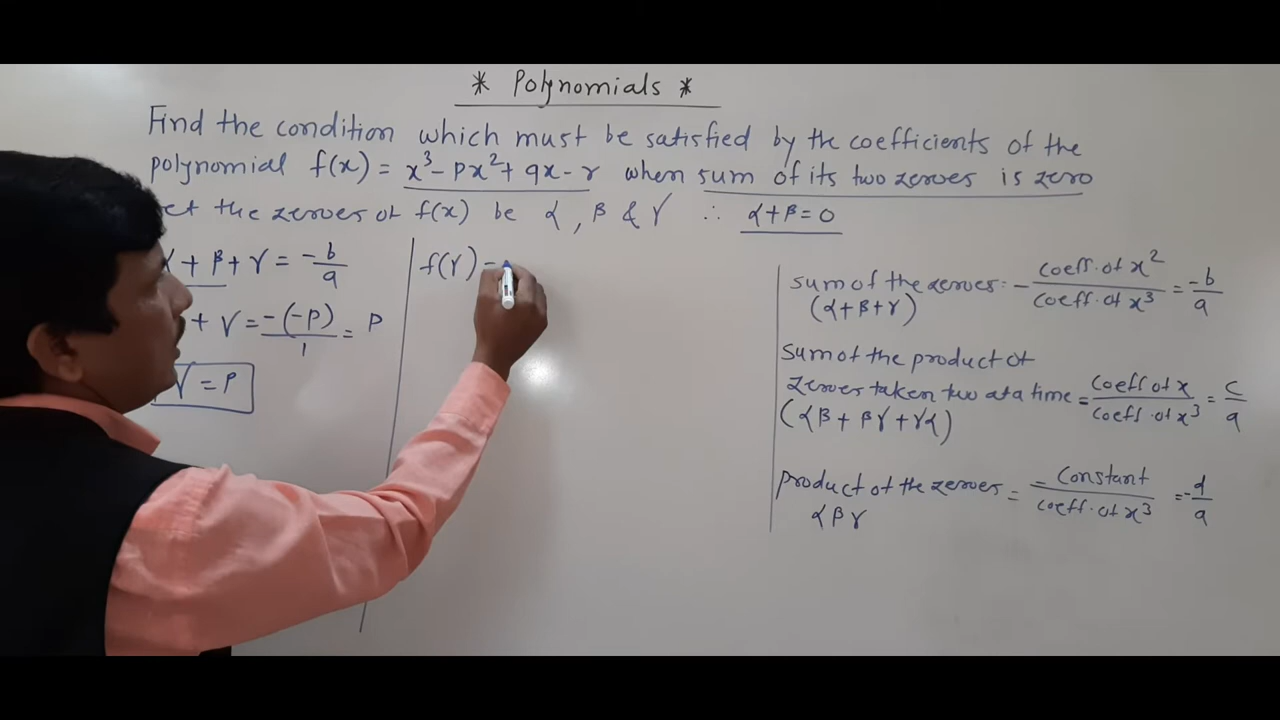 * Polynomials *
Find the condition which must be satisfied by the coefficients of the
polynomial f(x) = x³ - px² + qx - r when sum of its two zeroes is zero
et the zeroes of f(x) be α, β & γ ∴ α+β=0
α + β + γ = -b/a
+ γ = -(-p)/1 = p
γ = p
f(γ) =
sum of the zeroes: - coeff. of x²/coeff. of x³ = -b/a
(α+β+γ)
sum of the product of
zeroes taken two at a time = coeff of x/coeff. of x³ = c/a
(αβ + βγ + γα)
product of the zeroes = - constant/coeff. of x³ = -d/a
αβγ